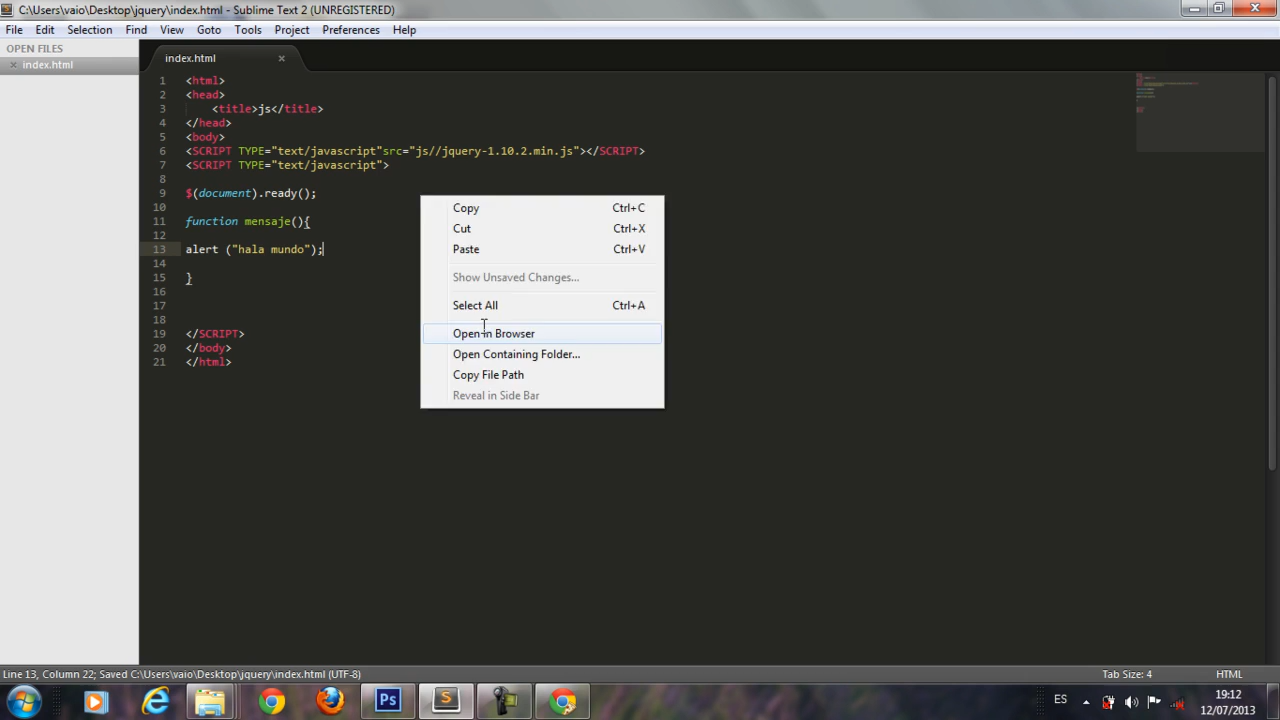 C:\Users\vaio\Desktop\jquery\index.html - Sublime Text 2 (UNREGISTERED)
File Edit Selection Find View Goto Tools Project Preferences Help
OPEN FILES
× index.html
index.html ×
1 <html>
2 <head>
3 <title>js</title>
4 </head>
5 <body>
6 <SCRIPT TYPE="text/javascript"src="js//jquery-1.10.2.min.js"></SCRIPT>
7 <SCRIPT TYPE="text/javascript">
8
9 $(document).ready();
10
11 function mensaje(){
12
13 alert ("hala mundo");
14
15 }
16
17
18
19 </SCRIPT>
20 </body>
21 </html>
Copy Ctrl+C
Cut Ctrl+X
Paste Ctrl+V
Show Unsaved Changes...
Select All Ctrl+A
Open in Browser
Open Containing Folder...
Copy File Path
Reveal in Side Bar
Line 13, Column 22; Saved C:\Users\vaio\Desktop\jquery\index.html (UTF-8) Tab Size: 4 HTML
Ps S ES 19:12
12/07/2013